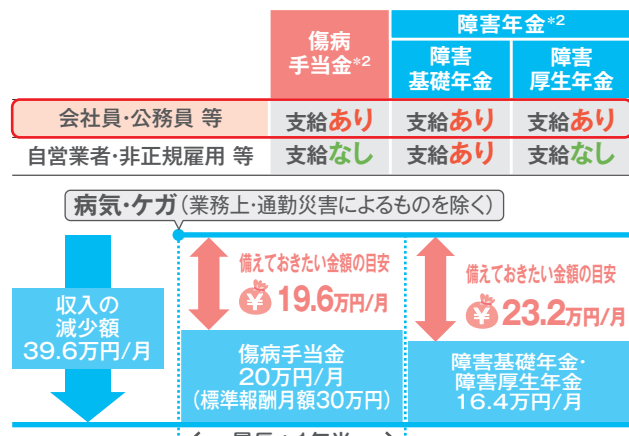 傷病
手当金*2
障害年金*2
障害
基礎年金
障害
厚生年金
会社員・公務員 等
支給あり
支給あり
支給あり
自営業者・非正規雇用 等
支給なし
支給あり
支給なし
病気・ケガ(業務上・通勤災害によるものを除く)
収入の
減少額
39.6万円/月
備えておきたい金額の目安
¥ 19.6万円/月
傷病手当金
20万円/月
(標準報酬月額30万円)
備えておきたい金額の目安
¥ 23.2万円/月
障害基礎年金・
障害厚生年金
16.4万円/月